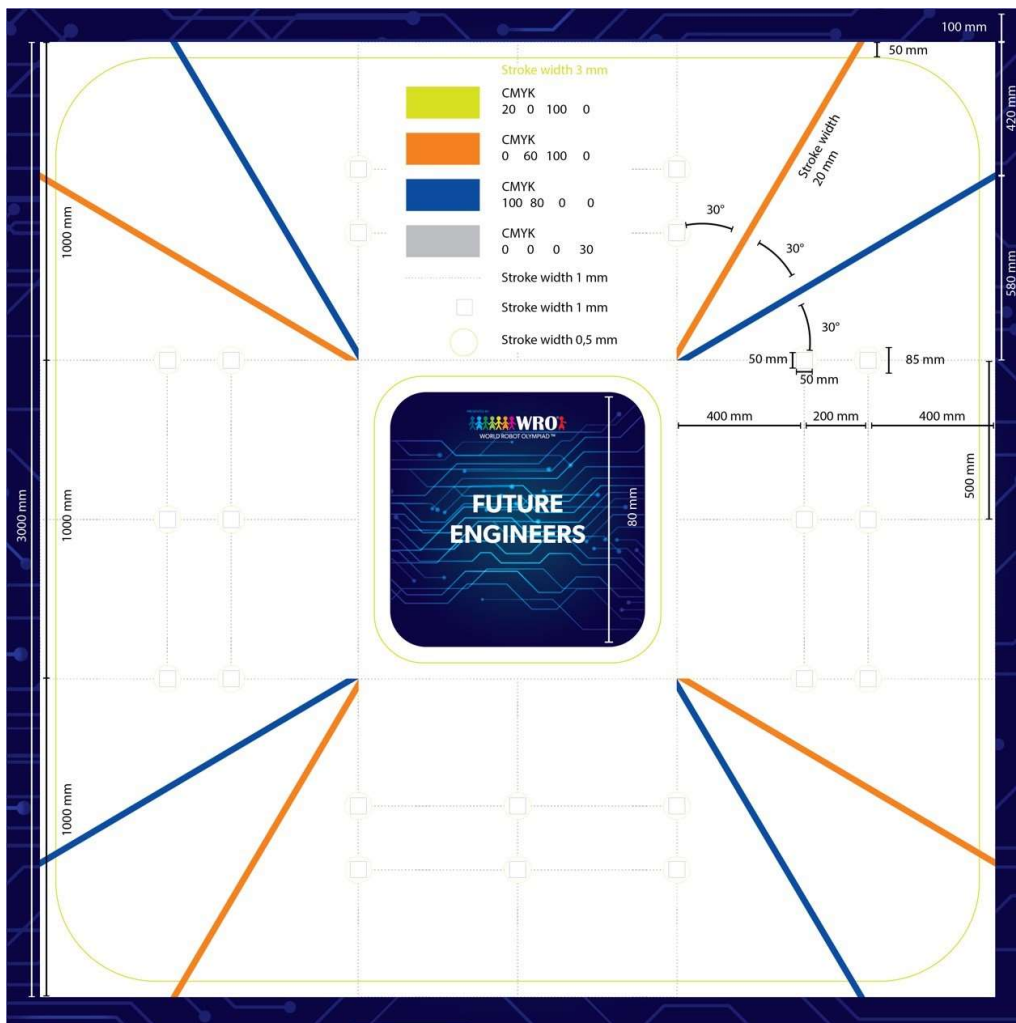 100 mm
Stroke width 3 mm
50 mm
CMYK
20 0 100 0
420 mm
CMYK
0 60 100 0
Stroke width
20 mm
CMYK
100 80 0 0
1000 mm
30°
CMYK
0 0 0 30
30°
580 mm
Stroke width 1 mm
Stroke width 1 mm
30°
Stroke width 0,5 mm
50 mm
85 mm
50 mm
PRESENTED BY
WRO
WORLD ROBOT OLYMPIAD™
400 mm
200 mm
400 mm
500 mm
3000 mm
1000 mm
FUTURE
ENGINEERS
80 mm
1000 mm